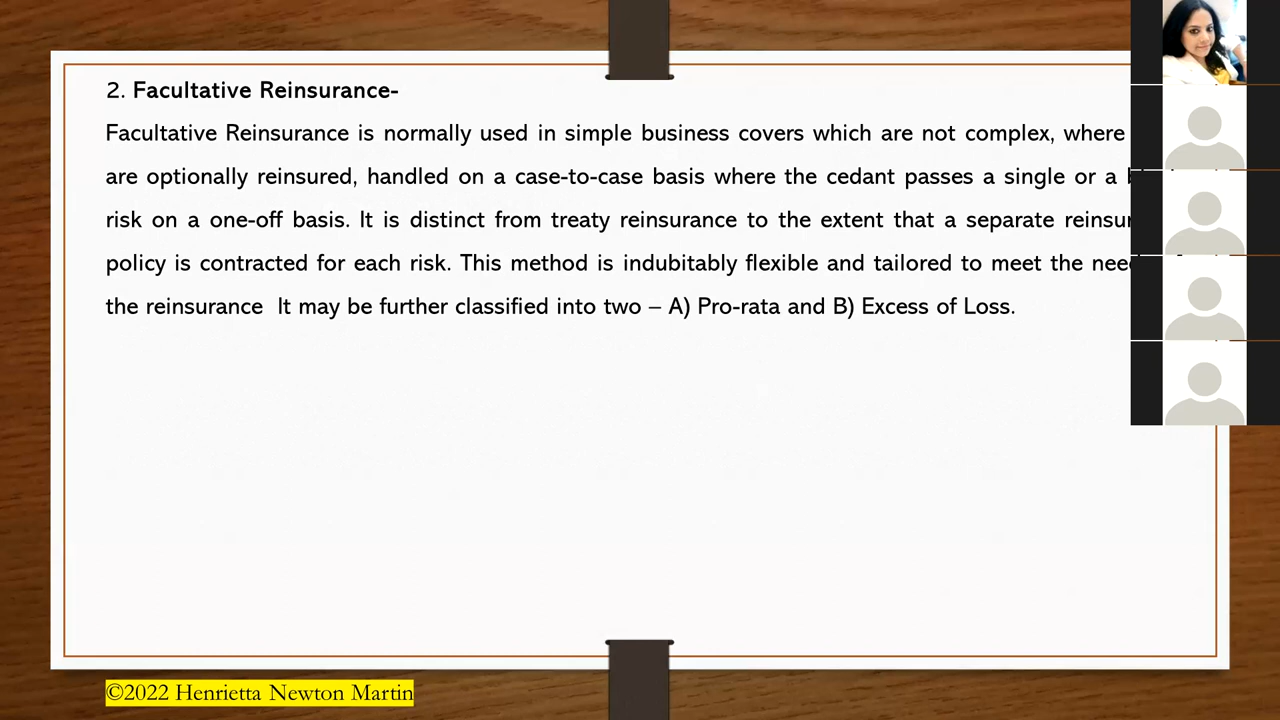 2. Facultative Reinsurance-
Facultative Reinsurance is normally used in simple business covers which are not complex, where
are optionally reinsured, handled on a case-to-case basis where the cedant passes a single or a
risk on a one-off basis. It is distinct from treaty reinsurance to the extent that a separate
policy is contracted for each risk. This method is indubitably flexible and tailored to meet the
the reinsurance It may be further classified into two – A) Pro-rata and B) Excess of Loss.
©2022 Henrietta Newton Martin